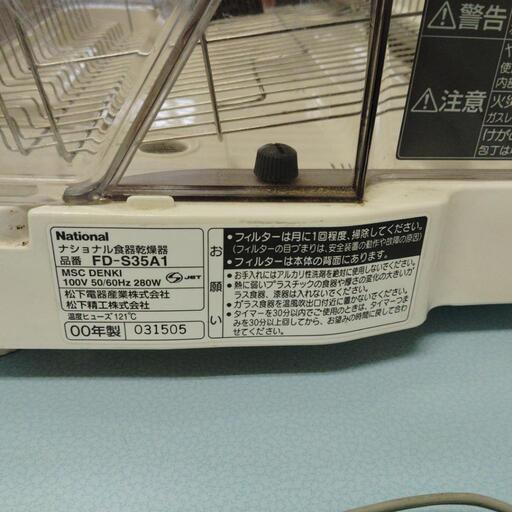 ⚠警告
⚠注意
National
ナショナル食器乾燥器
品番 FD-S35A1
MSC DENKI
100V 50/60Hz 280W
JET
松下電器産業株式会社
松下精工株式会社
温度ヒューズ 121℃
00年製 031505
お願い
•フィルターは月に1回程度、掃除してください。
(フィルターの目づまりは、安全装置の動作や故障の原因。)
•フィルターは本体の背面にあります。
•お手入れにはアルカリ性洗剤を絶対に使用しないでください。
•熱に弱いプラスチックの食器や厚さの変化の大きいガ
ラス食器、漆器は入れないでください。
•ガラス食器を温風吹出口付近に置かないでください。
•タイマーを30分以内でご使用のときは、いったんつま
みを30分以上回してから、お望みの時間に戻して合わ
せてください。